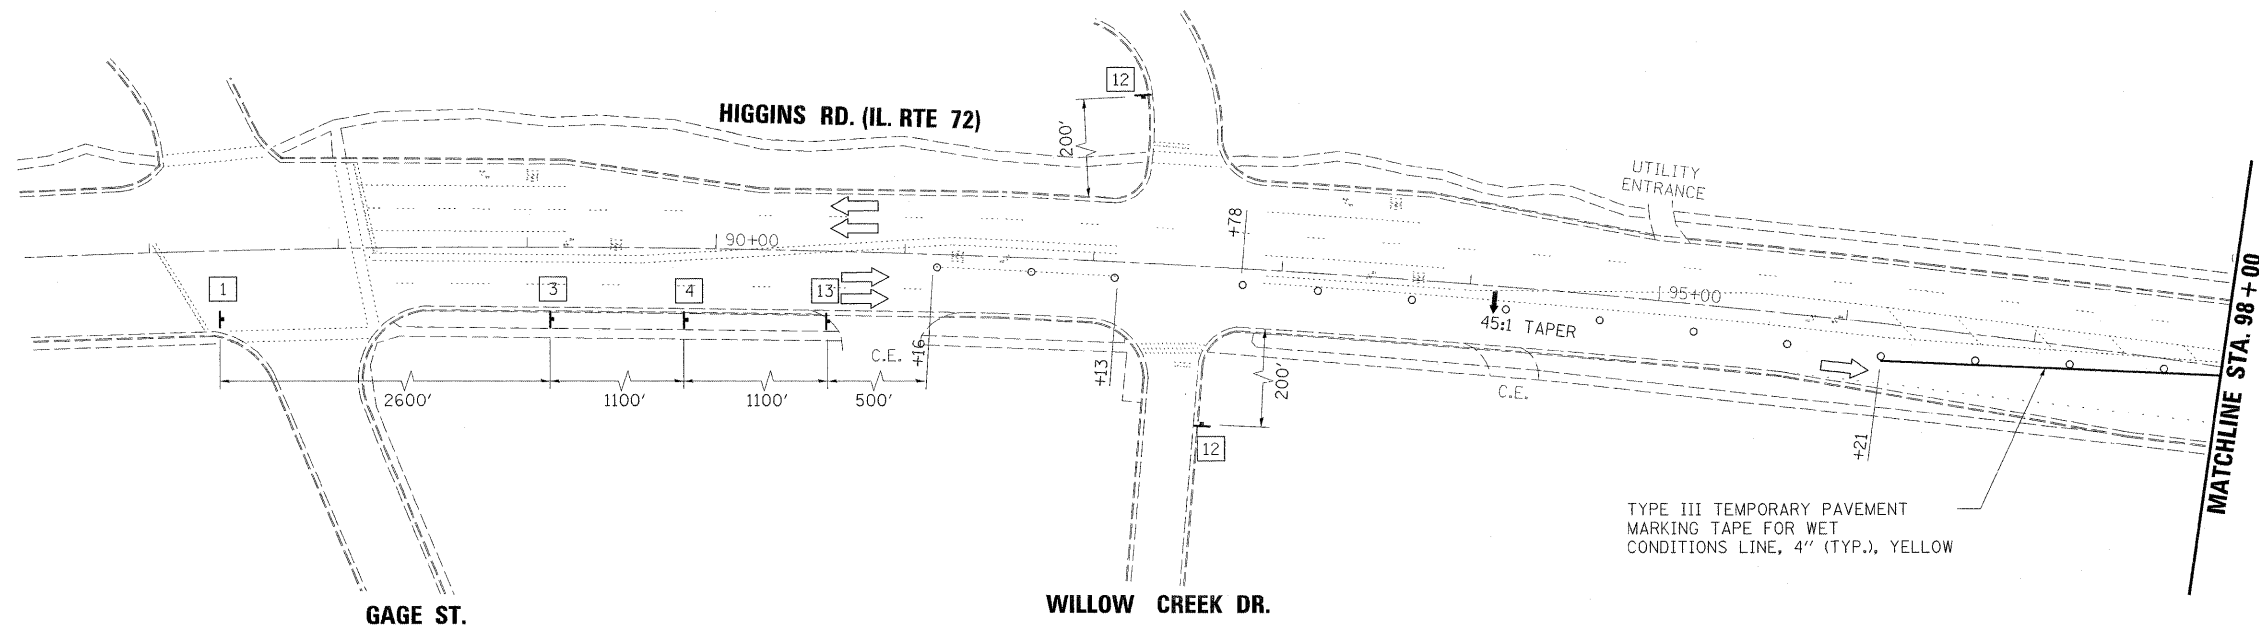 12
HIGGINS RD. (IL. RTE 72)
200'
UTILITY
ENTRANCE
+78
90+00
1
3
4
13
95+00
45:1 TAPER
C.E.
+16
+13
200'
C.E.
2600'
1100'
1100'
500'
+21
12
MATCHLINE STA. 98+00
TYPE III TEMPORARY PAVEMENT
MARKING TAPE FOR WET
CONDITIONS LINE, 4" (TYP.), YELLOW
GAGE ST.
WILLOW CREEK DR.